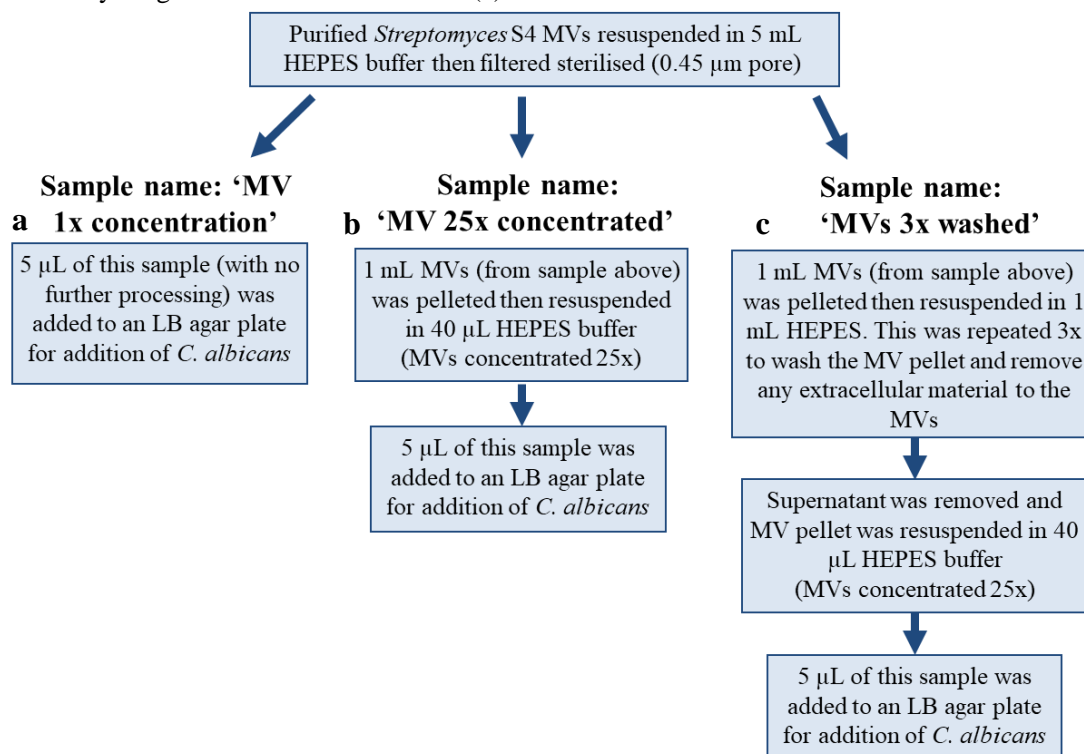 Purified Streptomyces S4 MVs resuspended in 5 mL
HEPES buffer then filtered sterilised (0.45 µm pore)
Sample name: ‘MV
a 1x concentration’
5 µL of this sample (with no
further processing) was
added to an LB agar plate
for addition of C. albicans
Sample name:
b ‘MV 25x concentrated’
1 mL MVs (from sample above)
was pelleted then resuspended
in 40 µL HEPES buffer
(MVs concentrated 25x)
5 µL of this sample was
added to an LB agar plate
for addition of C. albicans
Sample name:
c ‘MVs 3x washed’
1 mL MVs (from sample above)
was pelleted then resuspended in 1
mL HEPES. This was repeated 3x
to wash the MV pellet and remove
any extracellular material to the
MVs
Supernatant was removed and
MV pellet was resuspended in 40
µL HEPES buffer
(MVs concentrated 25x)
5 µL of this sample was
added to an LB agar plate
for addition of C. albicans